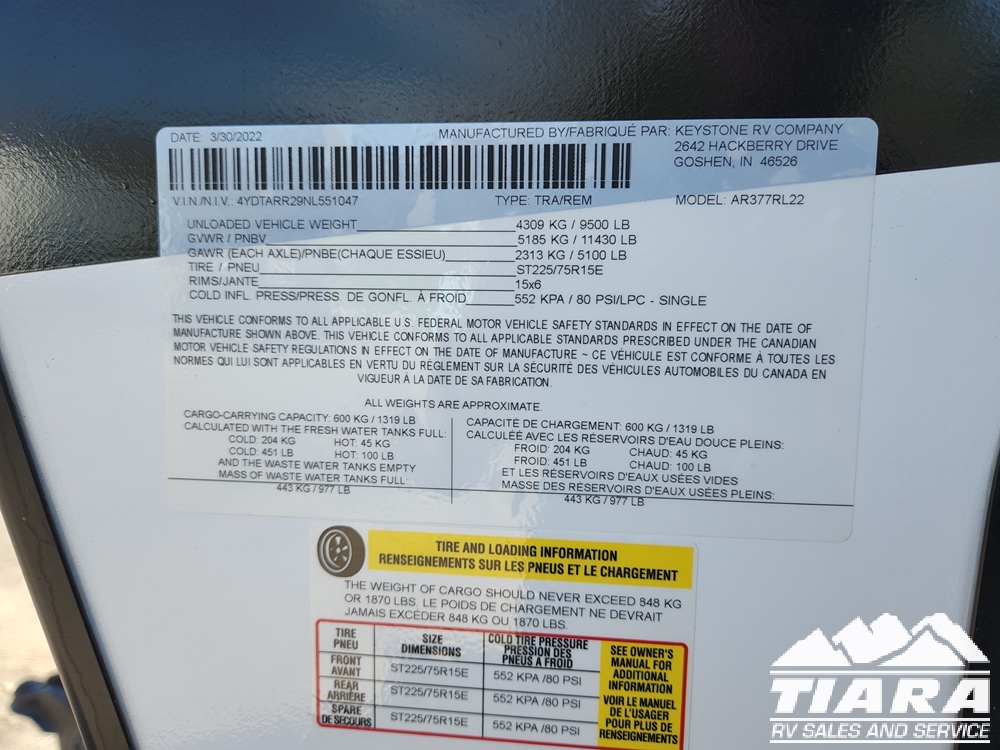 DATE: 3/30/2022
MANUFACTURED BY/FABRIQUÉ PAR: KEYSTONE RV COMPANY
2642 HACKBERRY DRIVE
GOSHEN, IN 46526
V.I.N./N.I.V.: 4YDTARR29NL551047 TYPE: TRA/REM MODEL: AR377RL22
UNLOADED VEHICLE WEIGHT 4309 KG / 9500 LB
GVWR / PNBV 5185 KG / 11430 LB
GAWR (EACH AXLE)/PNBE(CHAQUE ESSIEU) 2313 KG / 5100 LB
TIRE / PNEU ST225/75R15E
RIMS/JANTE 15x6
COLD INFL. PRESS/PRESS. DE GONFL. À FROID 552 KPA / 80 PSI/LPC - SINGLE
THIS VEHICLE CONFORMS TO ALL APPLICABLE U.S. FEDERAL MOTOR VEHICLE SAFETY STANDARDS IN EFFECT ON THE DATE OF
MANUFACTURE SHOWN ABOVE. THIS VEHICLE CONFORMS TO ALL APPLICABLE STANDARDS PRESCRIBED UNDER THE CANADIAN
MOTOR VEHICLE SAFETY REGULATIONS IN EFFECT ON THE DATE OF MANUFACTURE ~ CE VÉHICULE EST CONFORME À TOUTES LES
NORMES QUI LUI SONT APPLICABLES EN VERTU DU RÈGLEMENT SUR LA SÉCURITÉ DES VÉHICULES AUTOMOBILES DU CANADA EN
VIGUEUR À LA DATE DE SA FABRICATION.
ALL WEIGHTS ARE APPROXIMATE.
CARGO-CARRYING CAPACITY: 600 KG / 1319 LB
CALCULATED WITH THE FRESH WATER TANKS FULL:
COLD: 204 KG HOT: 45 KG
COLD: 451 LB HOT: 100 LB
AND THE WASTE WATER TANKS EMPTY
MASS OF WASTE WATER TANKS FULL:
443 KG / 977 LB
CAPACITÉ DE CHARGEMENT: 600 KG / 1319 LB
CALCULÉE AVEC LES RÉSERVOIRS D'EAU DOUCE PLEINS:
FROID: 204 KG CHAUD: 45 KG
FROID: 451 LB CHAUD: 100 LB
ET LES RÉSERVOIRS D'EAU USÉES VIDES
MASSE DES RÉSERVOIRS D'EAU USÉES PLEINS:
443 KG / 977 LB
TIRE AND LOADING INFORMATION
RENSEIGNEMENTS SUR LES PNEUS ET LE CHARGEMENT
THE WEIGHT OF CARGO SHOULD NEVER EXCEED 848 KG
OR 1870 LBS. LE POIDS DE CHARGEMENT NE DEVRAIT
JAMAIS EXCÉDER 848 KG OU 1870 LBS.
TIRE
PNEU
SIZE
DIMENSIONS
COLD TIRE PRESSURE
PRESSION DES
PNEUS A FROID
FRONT
AVANT
ST225/75R15E
552 KPA /80 PSI
REAR
ARRIÈRE
ST225/75R15E
552 KPA /80 PSI
SPARE
DE SECOURS
ST225/75R15E
552 KPA /80 PSI
SEE OWNER'S
MANUAL FOR
ADDITIONAL
INFORMATION
VOIR LE MANUEL
DE L'USAGER
POUR PLUS DE
RENSEIGNEMENTS
TIARA
RV SALES AND SERVICE